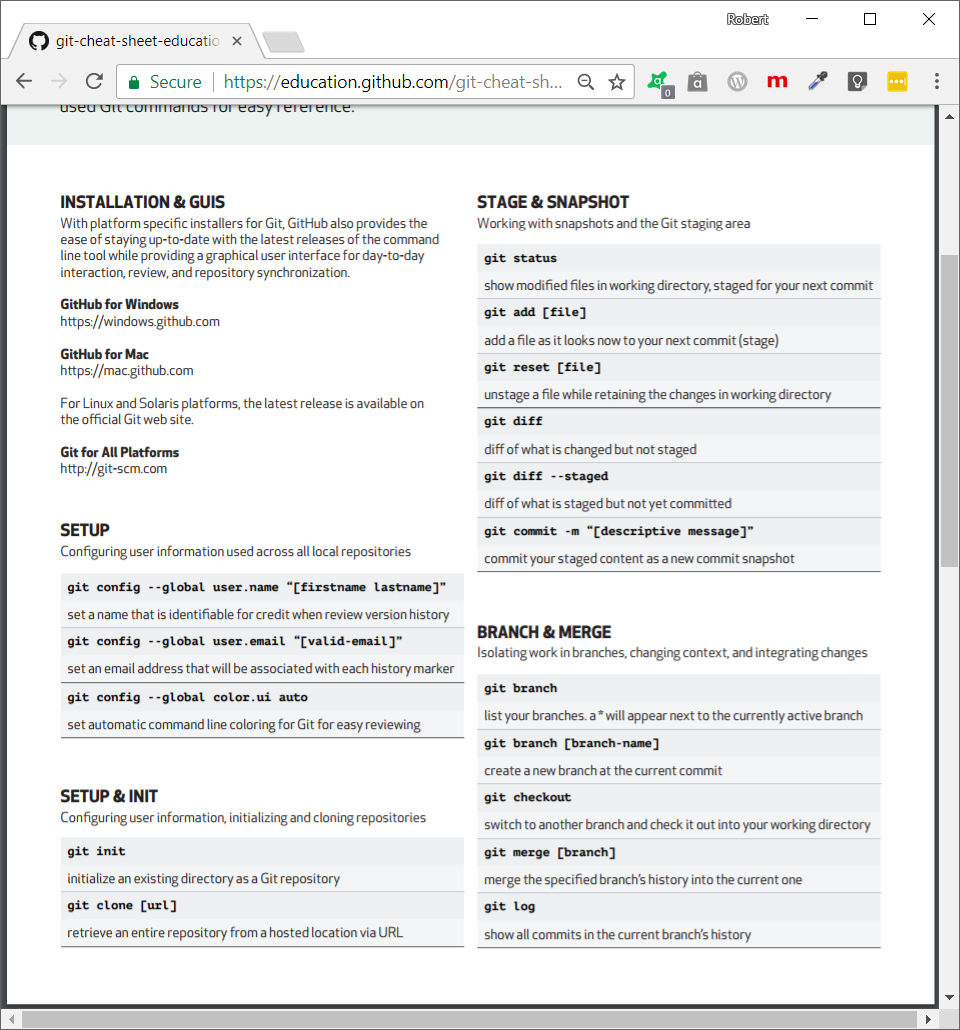 Robert
git-cheat-sheet-educatio
Secure
https://education.github.com/git-cheat-sh...
0
used Git commands for easy reference.
INSTALLATION & GUIS
With platform specific installers for Git, GitHub also provides the
ease of staying up-to-date with the latest releases of the command
line tool while providing a graphical user interface for day-to-day
interaction, review, and repository synchronization.
GitHub for Windows
https://windows.github.com
GitHub for Mac
https://mac.github.com
For Linux and Solaris platforms, the latest release is available on
the official Git web site.
Git for All Platforms
http://git-scm.com
SETUP
Configuring user information used across all local repositories
git config --global user.name “[firstname lastname]”
set a name that is identifiable for credit when review version history
git config --global user.email “[valid-email]”
set an email address that will be associated with each history marker
git config --global color.ui auto
set automatic command line coloring for Git for easy reviewing
SETUP & INIT
Configuring user information, initializing and cloning repositories
git init
initialize an existing directory as a Git repository
git clone [url]
retrieve an entire repository from a hosted location via URL
STAGE & SNAPSHOT
Working with snapshots and the Git staging area
git status
show modified files in working directory, staged for your next commit
git add [file]
add a file as it looks now to your next commit (stage)
git reset [file]
unstage a file while retaining the changes in working directory
git diff
diff of what is changed but not staged
git diff --staged
diff of what is staged but not yet committed
git commit -m “[descriptive message]”
commit your staged content as a new commit snapshot
BRANCH & MERGE
Isolating work in branches, changing context, and integrating changes
git branch
list your branches. a * will appear next to the currently active branch
git branch [branch-name]
create a new branch at the current commit
git checkout
switch to another branch and check it out into your working directory
git merge [branch]
merge the specified branch’s history into the current one
git log
show all commits in the current branch’s history